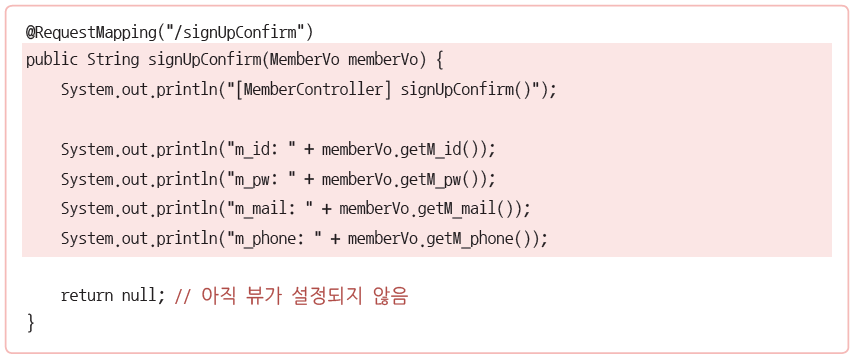 @RequestMapping("/signUpConfirm")
public String signUpConfirm(MemberVo memberVo) {
    System.out.println("[MemberController] signUpConfirm()");

    System.out.println("m_id: " + memberVo.getM_id());
    System.out.println("m_pw: " + memberVo.getM_pw());
    System.out.println("m_mail: " + memberVo.getM_mail());
    System.out.println("m_phone: " + memberVo.getM_phone());

    return null; // 아직 뷰가 설정되지 않음
}